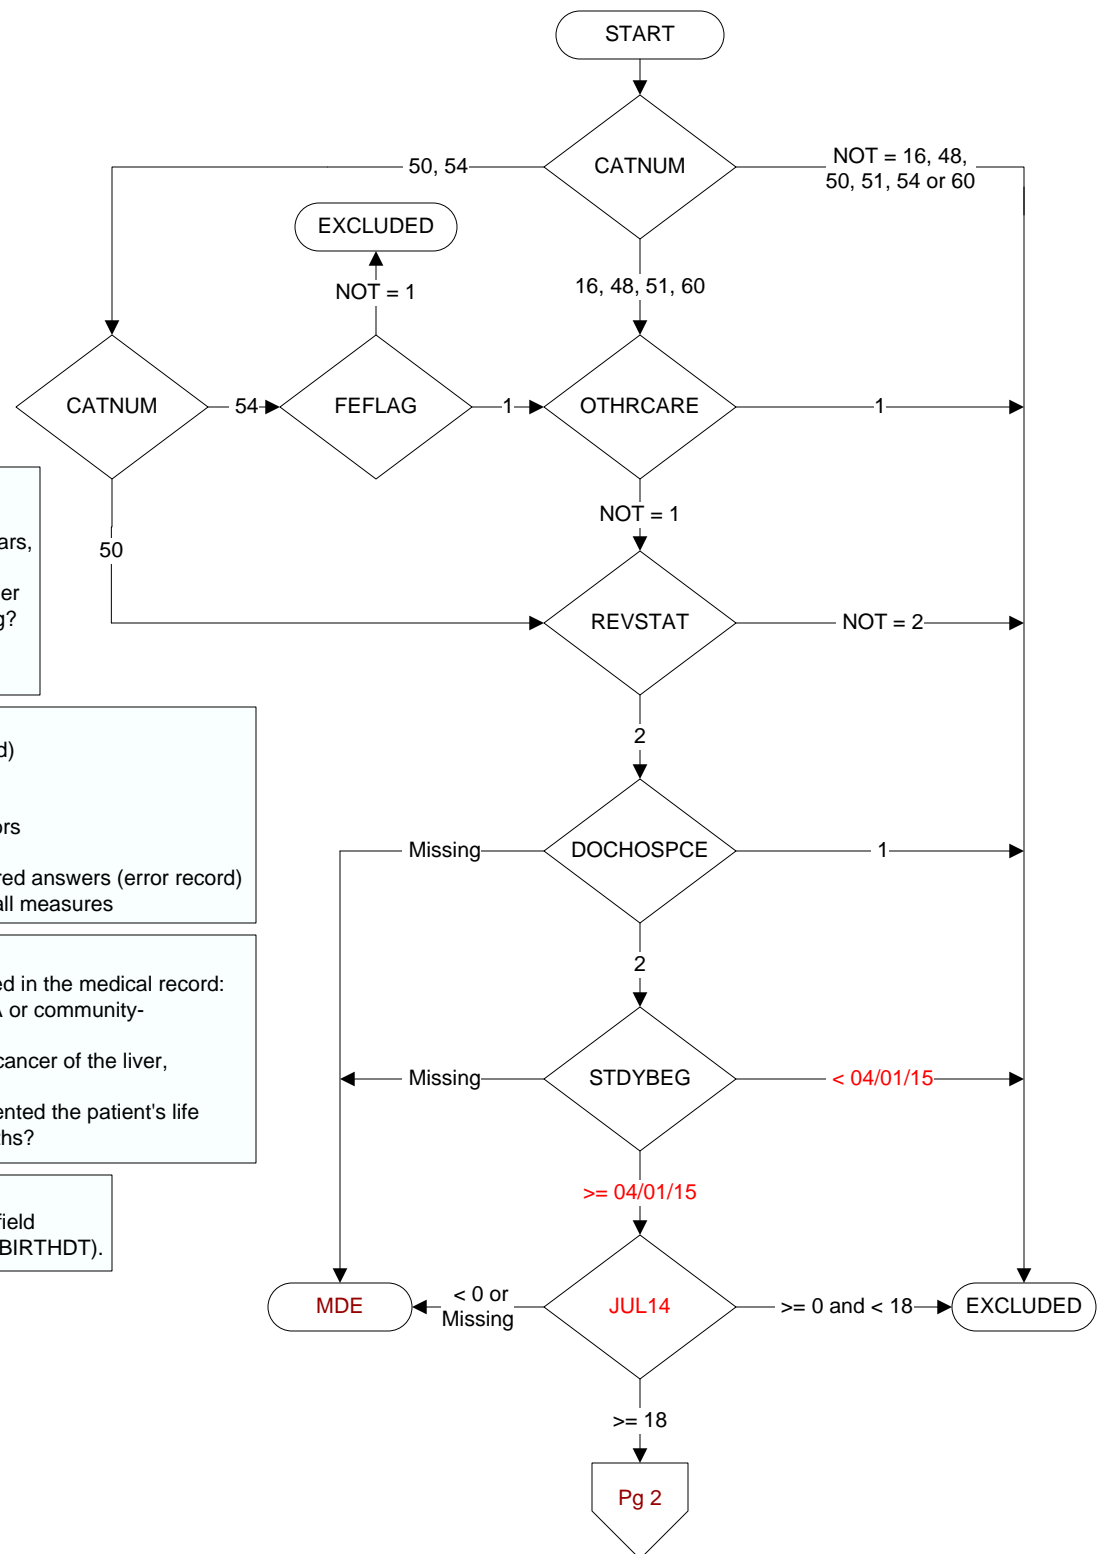 START
CATNUM
50, 54
NOT = 16, 48,
50, 51, 54 or 60
EXCLUDED
NOT = 1
16, 48, 51, 60
CATNUM
54
FEFLAG
1
OTHRCARE
1
NOT = 1
50
REVSTAT
NOT = 2
2
DOCHOSPCE
Missing
1
2
STDYBEG
Missing
< 04/01/15
>= 04/01/15
MDE
< 0 or
Missing
JUL14
>= 0 and < 18
EXCLUDED
>= 18
Pg 2
ars,
er
g?
d)
ors
red answers (error record)
all measures
ed in the medical record:
A or community-
cancer of the liver,
ented the patient's life
ths?
field
BIRTHDT).